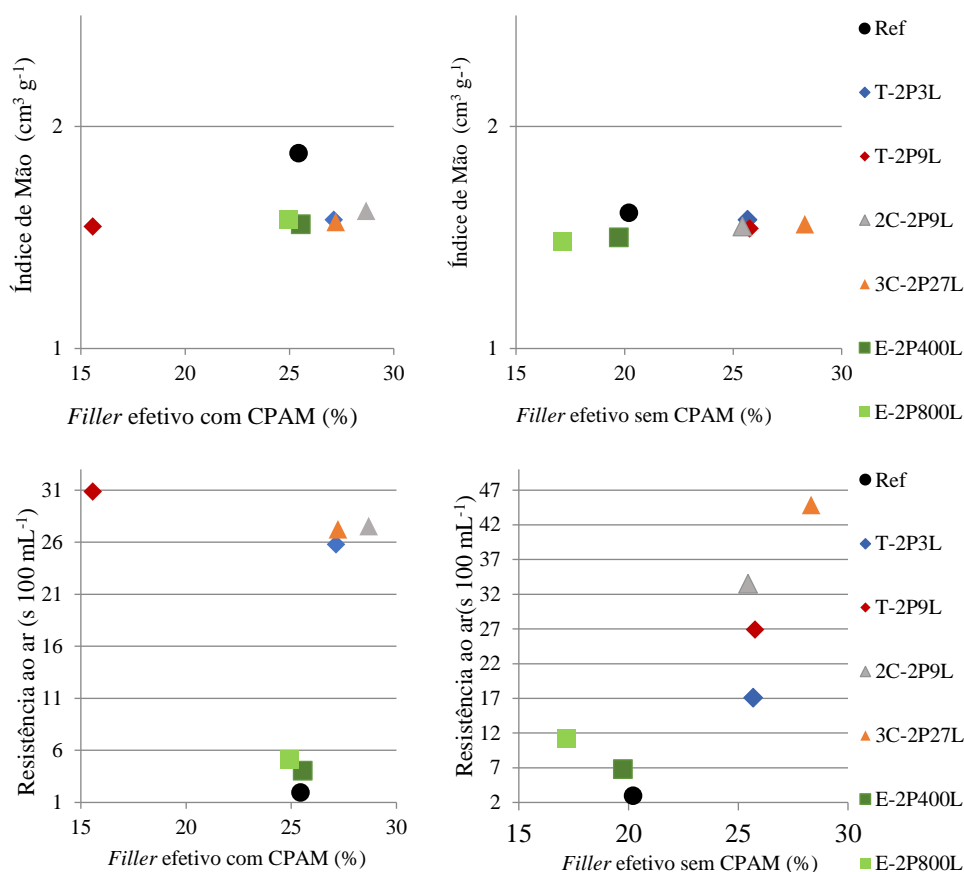 Índice de Mão (cm³ g⁻¹)
2
1
15
20
25
30
Filler efetivo com CPAM (%)
Índice de Mão (cm³ g-¹)
2
1
15
20
25
30
Filler efetivo sem CPAM (%)
Ref
T-2P3L
T-2P9L
2C-2P9L
3C-2P27L
E-2P400L
E-2P800L
Resistência ao ar (s 100 mL⁻¹)
31
26
21
16
11
6
1
15
20
25
30
Filler efetivo com CPAM (%)
Resistência ao ar(s 100 mL⁻¹)
47
42
37
32
27
22
17
12
7
2
15
20
25
30
Filler efetivo sem CPAM (%)
Ref
T-2P3L
T-2P9L
2C-2P9L
3C-2P27L
E-2P400L
E-2P800L